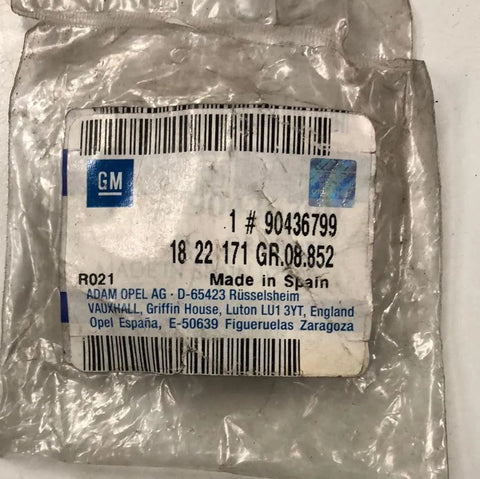 GM
1 # 90436799
18 22 171 GR.08.852
R021 Made in Spain
ADAM OPEL AG · D-65423 Rüsselsheim
VAUXHALL, Griffin House, Luton LU1 3YT, England
Opel España, E-50639 Figueruelas Zaragoza